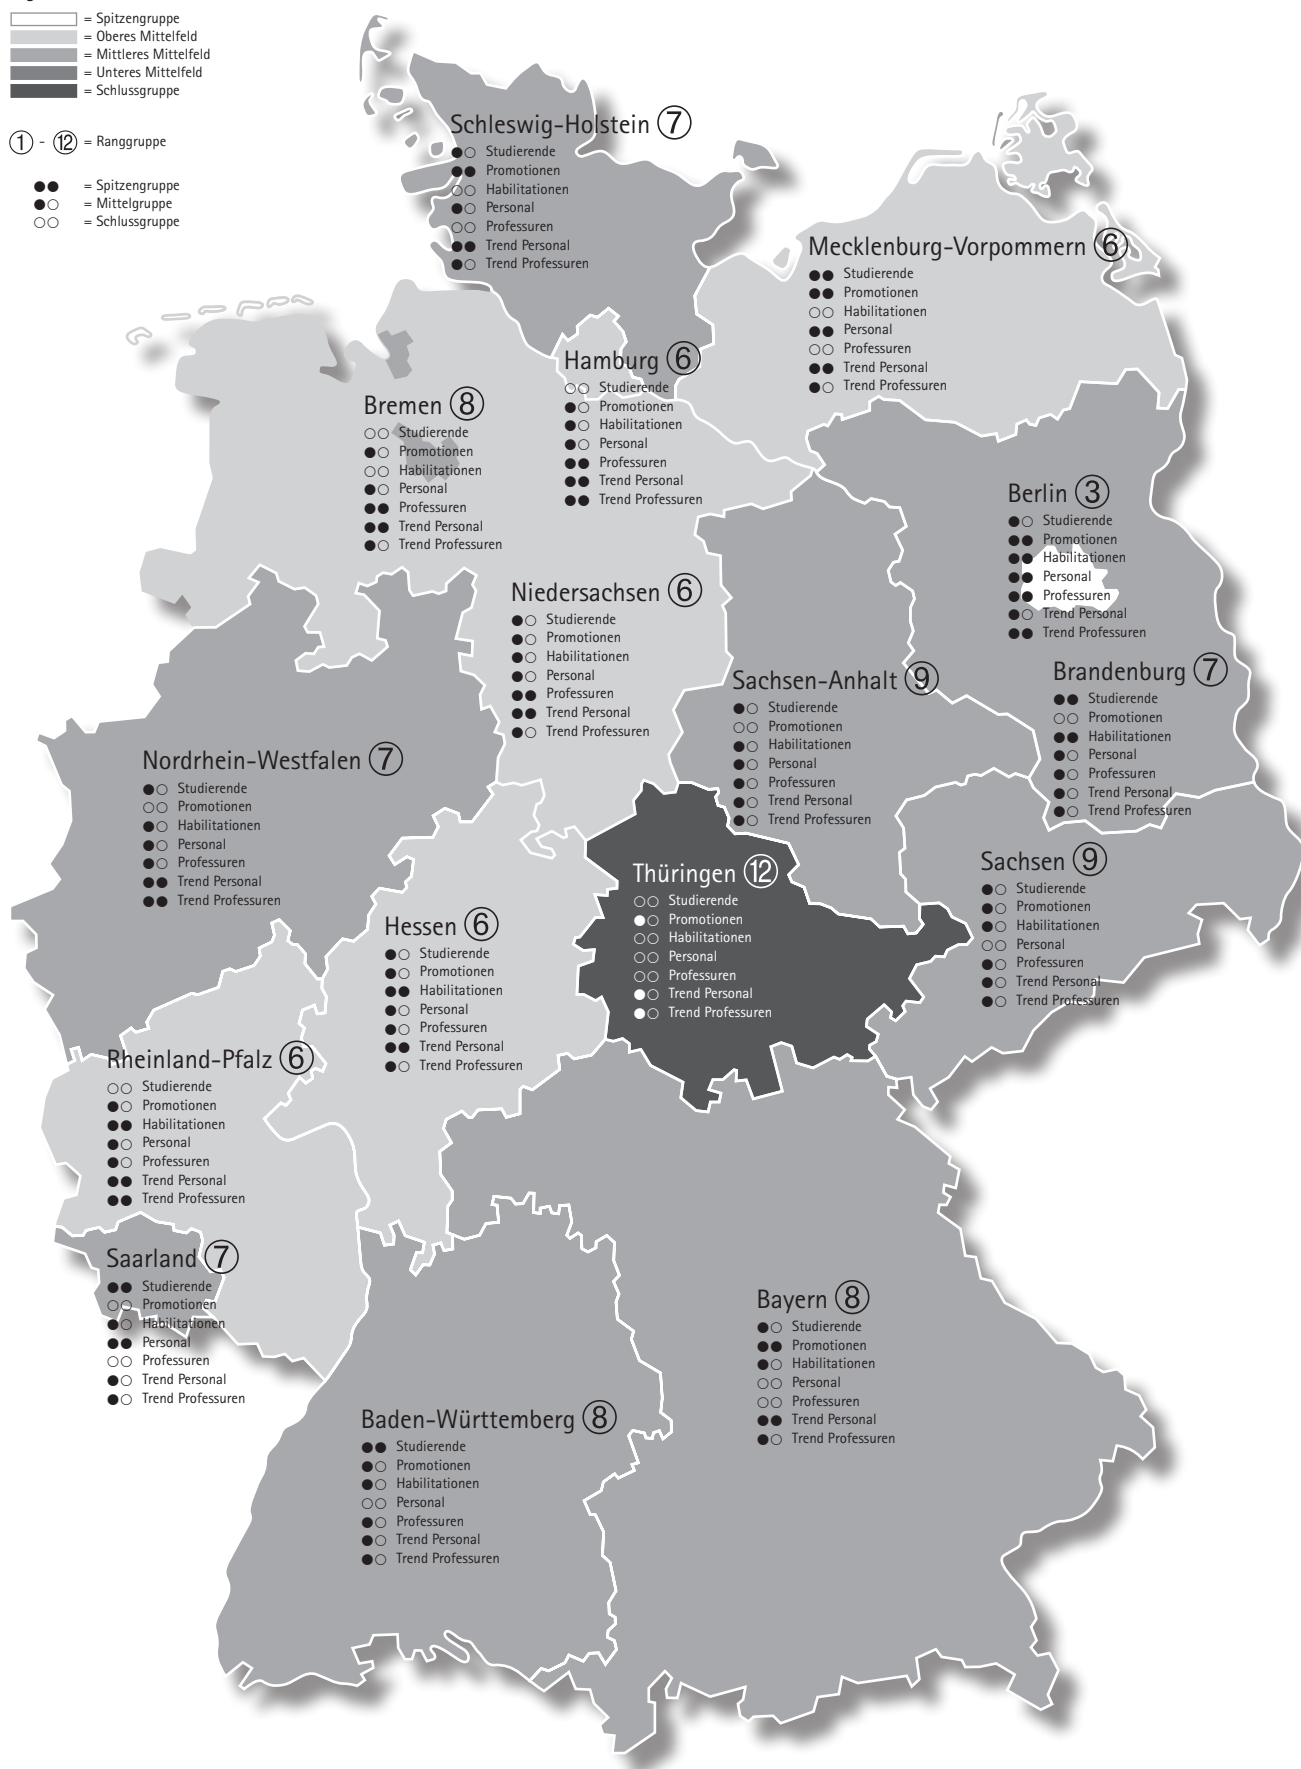 = Spitzengruppe
= Oberes Mittelfeld
= Mittleres Mittelfeld
= Unteres Mittelfeld
= Schlussgruppe
① - ⑫ = Ranggruppe
●● = Spitzengruppe
●○ = Mittelgruppe
○○ = Schlussgruppe
Schleswig-Holstein ⑦
●○ Studierende
●● Promotionen
○○ Habilitationen
●○ Personal
○○ Professuren
●● Trend Personal
●○ Trend Professuren
Mecklenburg-Vorpommern ⑥
●● Studierende
●● Promotionen
○○ Habilitationen
●● Personal
○○ Professuren
●● Trend Personal
●○ Trend Professuren
Hamburg ⑥
○○ Studierende
●○ Promotionen
●○ Habilitationen
●○ Personal
●● Professuren
●● Trend Personal
●● Trend Professuren
Bremen ⑧
○○ Studierende
●○ Promotionen
○○ Habilitationen
●○ Personal
●● Professuren
●● Trend Personal
●○ Trend Professuren
Berlin ③
●○ Studierende
●● Promotionen
●● Habilitationen
●● Personal
●● Professuren
●○ Trend Personal
●● Trend Professuren
Niedersachsen ⑥
●○ Studierende
●○ Promotionen
●○ Habilitationen
●○ Personal
●● Professuren
●● Trend Personal
●○ Trend Professuren
Sachsen-Anhalt ⑨
●○ Studierende
○○ Promotionen
●○ Habilitationen
●○ Personal
●○ Professuren
●○ Trend Personal
●○ Trend Professuren
Brandenburg ⑦
●● Studierende
○○ Promotionen
●● Habilitationen
●○ Personal
●○ Professuren
●○ Trend Personal
●○ Trend Professuren
Nordrhein-Westfalen ⑦
●○ Studierende
○○ Promotionen
●○ Habilitationen
●○ Personal
●○ Professuren
●● Trend Personal
●● Trend Professuren
Thüringen ⑫
○○ Studierende
●○ Promotionen
○○ Habilitationen
○○ Personal
○○ Professuren
●○ Trend Personal
●○ Trend Professuren
Sachsen ⑨
●○ Studierende
●○ Promotionen
●○ Habilitationen
○○ Personal
●○ Professuren
●○ Trend Personal
●○ Trend Professuren
Hessen ⑥
●○ Studierende
●○ Promotionen
●● Habilitationen
●○ Personal
●○ Professuren
●● Trend Personal
●○ Trend Professuren
Rheinland-Pfalz ⑥
○○ Studierende
●○ Promotionen
●● Habilitationen
●○ Personal
●○ Professuren
●● Trend Personal
●● Trend Professuren
Saarland ⑦
●● Studierende
○○ Promotionen
●○ Habilitationen
●● Personal
○○ Professuren
●○ Trend Personal
●○ Trend Professuren
Bayern ⑧
●○ Studierende
●● Promotionen
●○ Habilitationen
○○ Personal
○○ Professuren
●● Trend Personal
●○ Trend Professuren
Baden-Württemberg ⑧
●● Studierende
●○ Promotionen
●○ Habilitationen
○○ Personal
●○ Professuren
●○ Trend Personal
●○ Trend Professuren